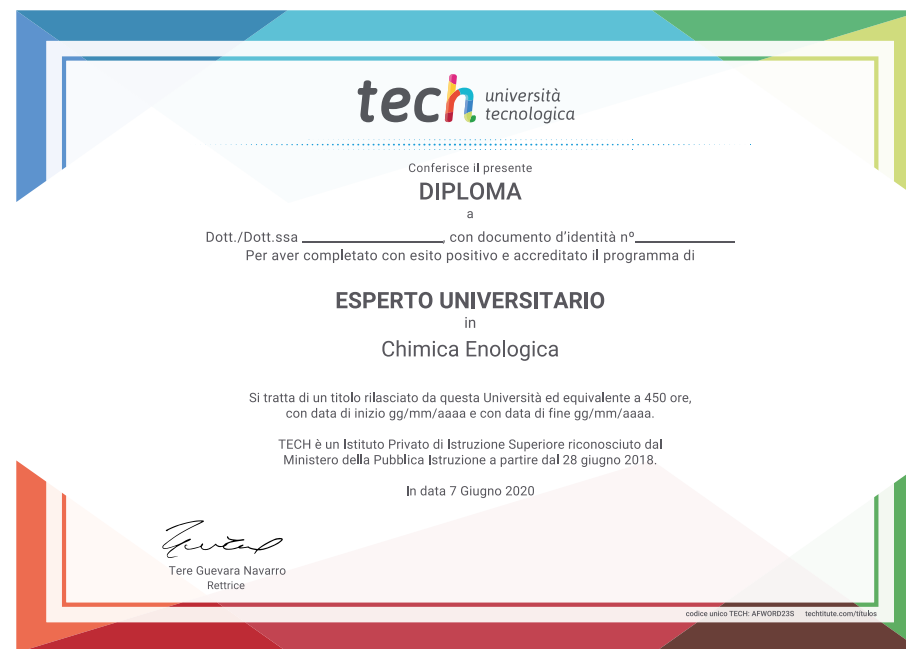 tech università
tecnologica
Conferisce il presente
DIPLOMA
a
Dott./Dott.ssa , con documento d'identità nº
Per aver completato con esito positivo e accreditato il programma di
ESPERTO UNIVERSITARIO
in
Chimica Enologica
Si tratta di un titolo rilasciato da questa Università ed equivalente a 450 ore,
con data di inizio gg/mm/aaaa e con data di fine gg/mm/aaaa.
TECH è un Istituto Privato di Istruzione Superiore riconosciuto dal
Ministero della Pubblica Istruzione a partire dal 28 giugno 2018.
In data 7 Giugno 2020
Tere Guevara Navarro
Rettrice
codice unico TECH: AFWORD23S techtitute.com/titulos